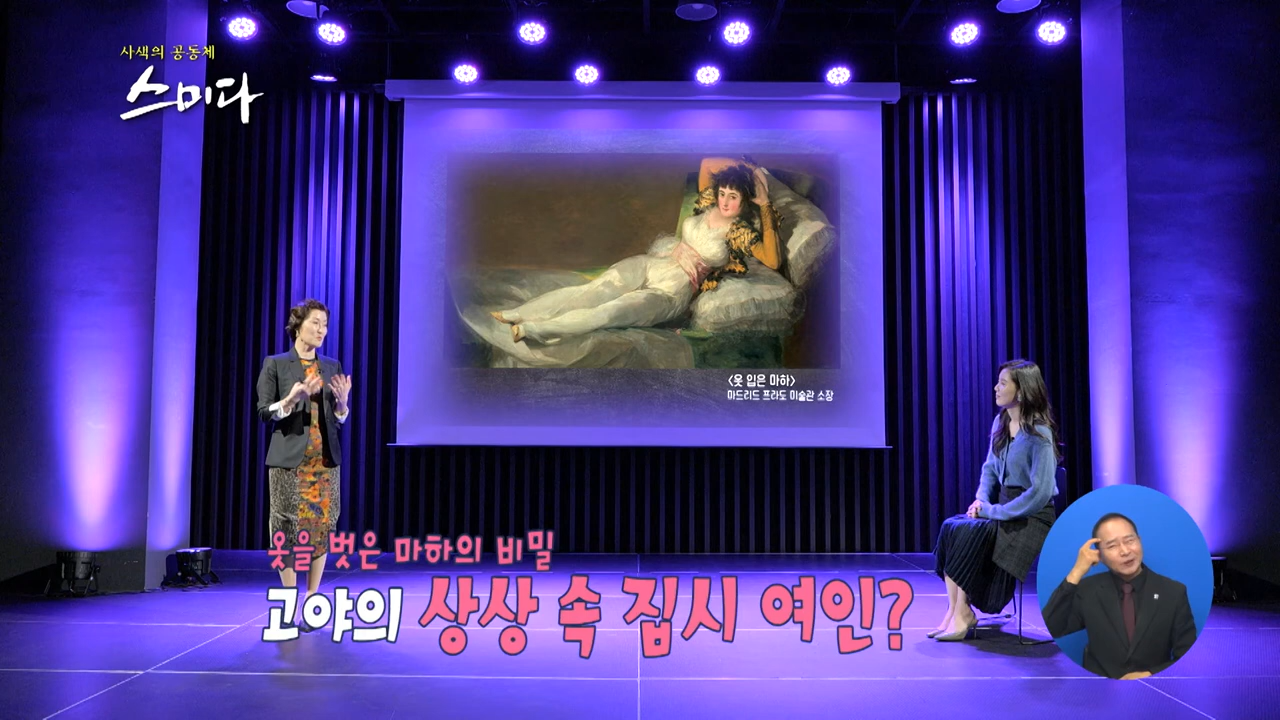 사색의 공동체
스미다
<옷 입은 마하>
마드리드 프라도 미술관 소장
옷을 벗은 마하의 비밀
고야의 상상 속 집시 여인?